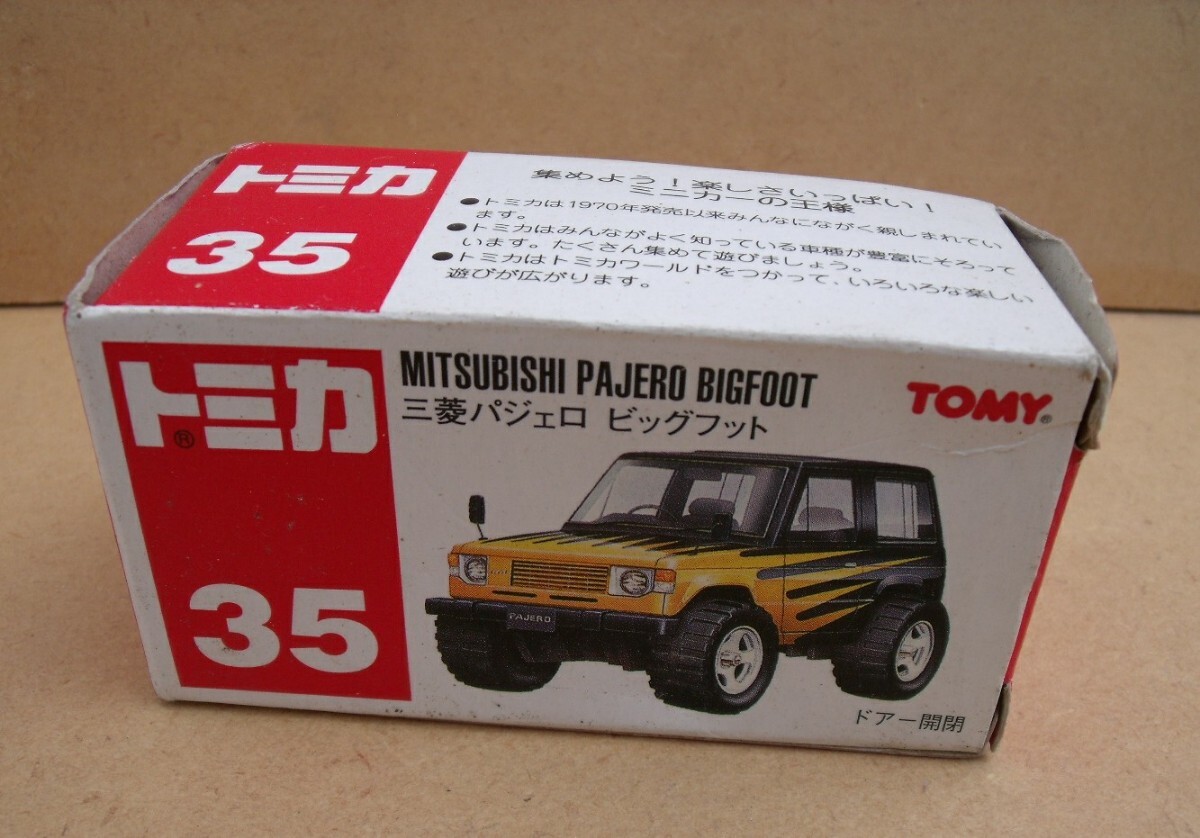 トミカ
35
集めよう!楽しさいっぱい!
ミニカーの王様
●トミカは1970年発売以来みんなにながく親しまれてい
ます。
●トミカはみんながよく知っている車種が豊富にそろって
います。たくさん集めて遊びましょう。
●トミカはトミカワールドをつかって、いろいろな楽しい
遊びが広がります。
トミカ®
35
MITSUBISHI PAJERO BIGFOOT
三菱パジェロ ビッグフット
TOMY®
PAJERO
ドアー開閉